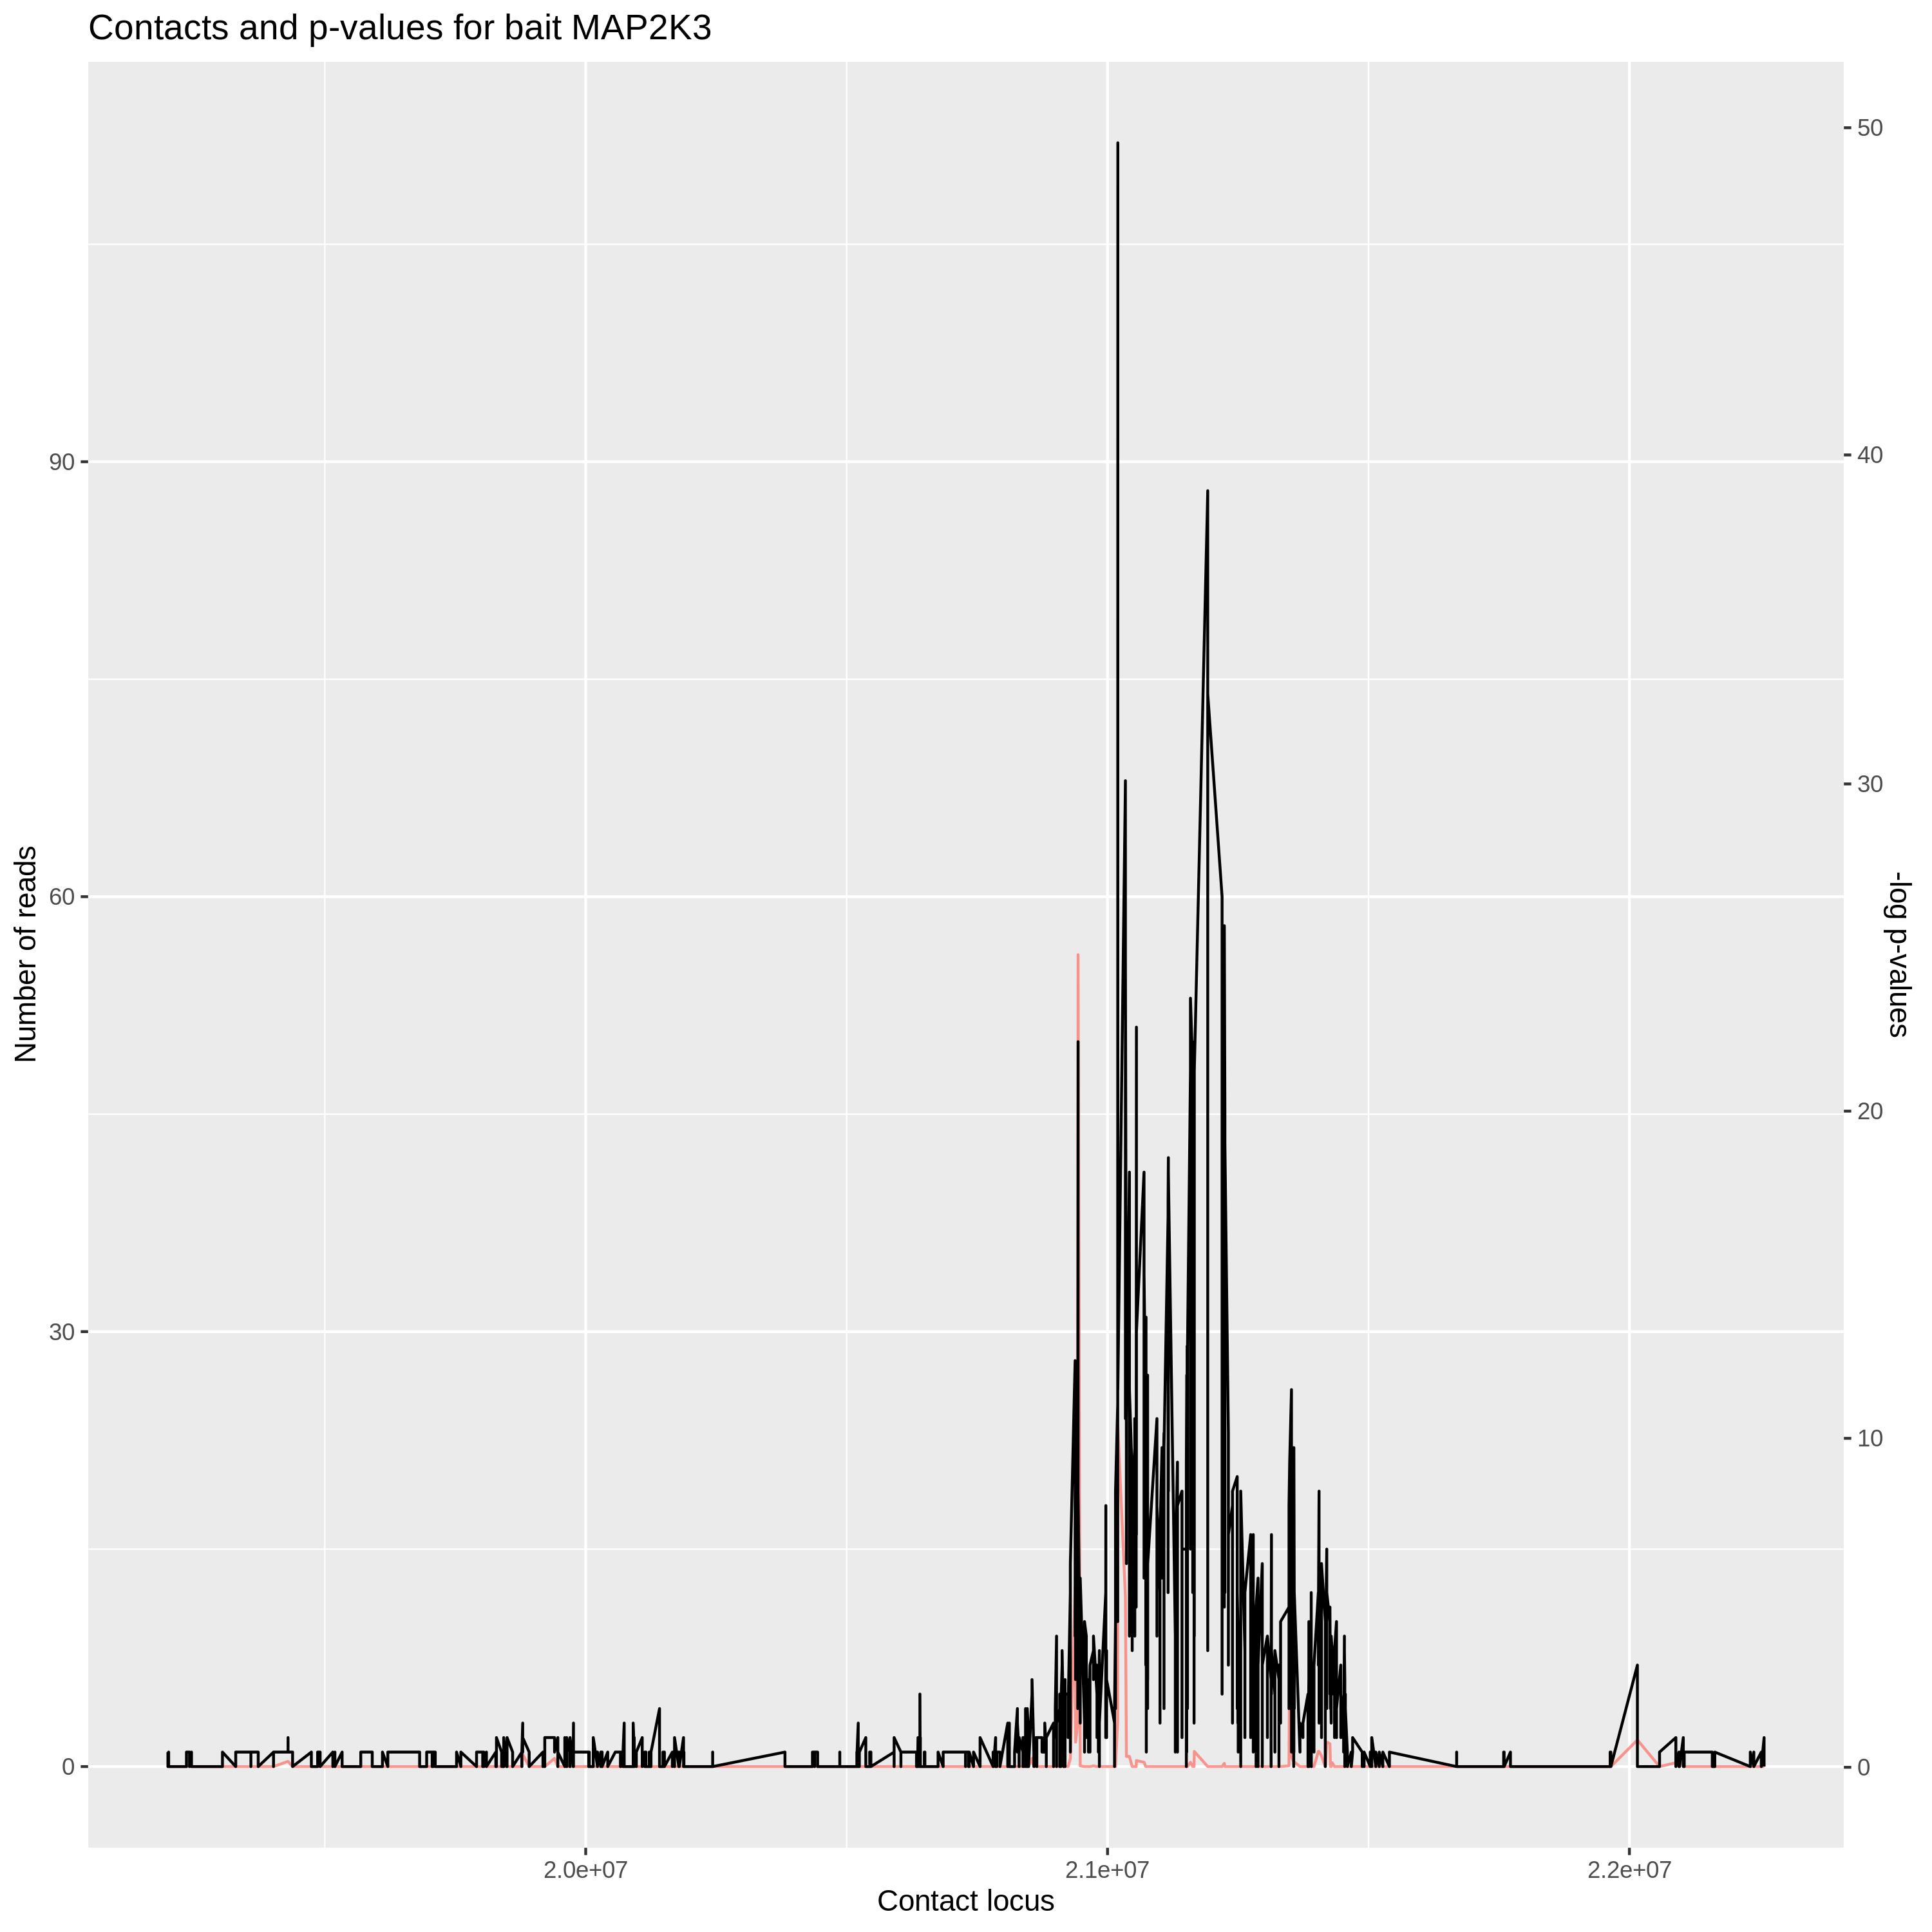 Contacts and p-values for bait MAP2K3
50
90
40
30
60
20
30
10
0
0
Number of reads
-log p-values
2.0e+07
2.1e+07
2.2e+07
Contact locus